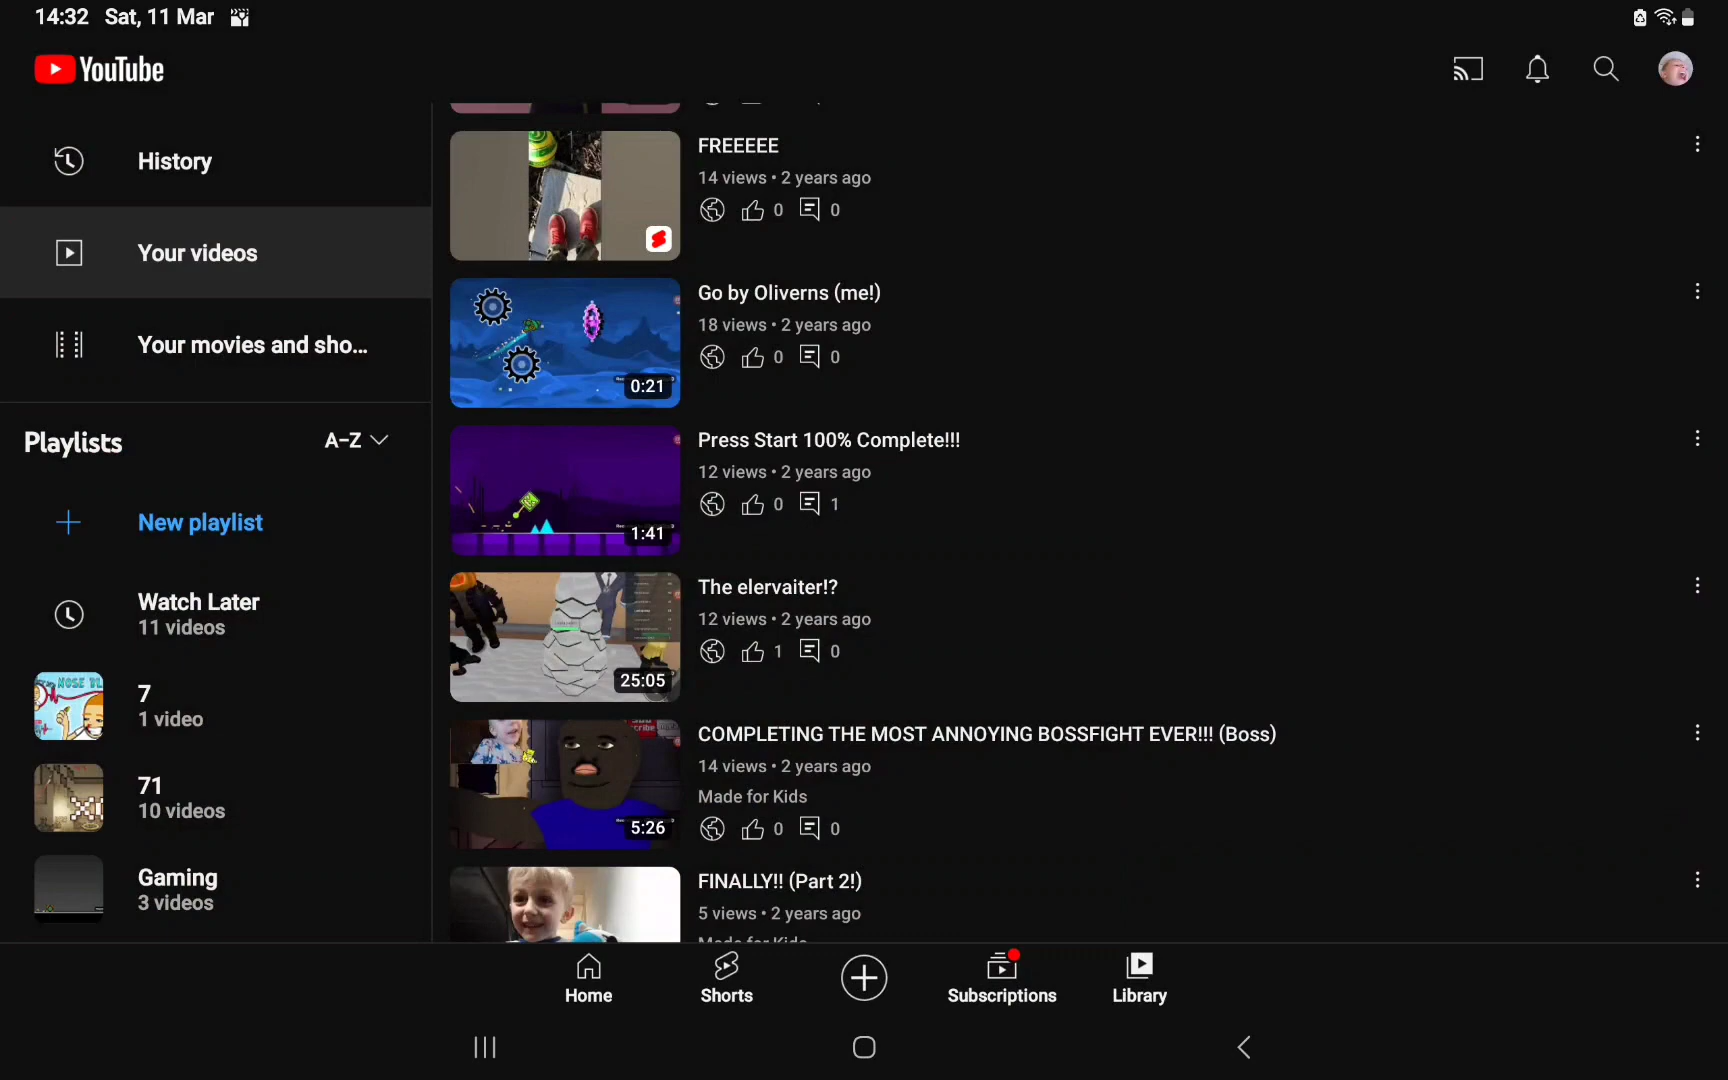 14:32 Sat, 11 Mar
YouTube
History
Your videos
Your movies and sho...
Playlists
A-Z
New playlist
Watch Later
11 videos
7
1 video
71
10 videos
Gaming
3 videos
FREEEEE
14 views • 2 years ago
0 0
Go by Oliverns (me!)
18 views • 2 years ago
0 0
0:21
Press Start 100% Complete!!!
12 views • 2 years ago
0 1
1:41
The elervaiter!?
12 views • 2 years ago
1 0
25:05
COMPLETING THE MOST ANNOYING BOSSFIGHT EVER!!! (Boss)
14 views • 2 years ago
Made for Kids
0 0
5:26
FINALLY!! (Part 2!)
5 views • 2 years ago
Made for Kids
Home
Shorts
Subscriptions
Library